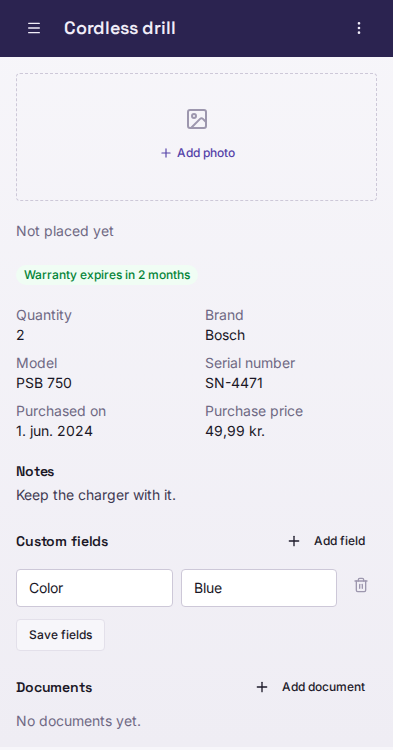 Cordless drill
Add photo
Not placed yet
Warranty expires in 2 months
Quantity Brand
2 Bosch
Model Serial number
PSB 750 SN-4471
Purchased on Purchase price
1. jun. 2024 49,99 kr.
Notes
Keep the charger with it.
Custom fields Add field
Color Blue
Save fields
Documents Add document
No documents yet.